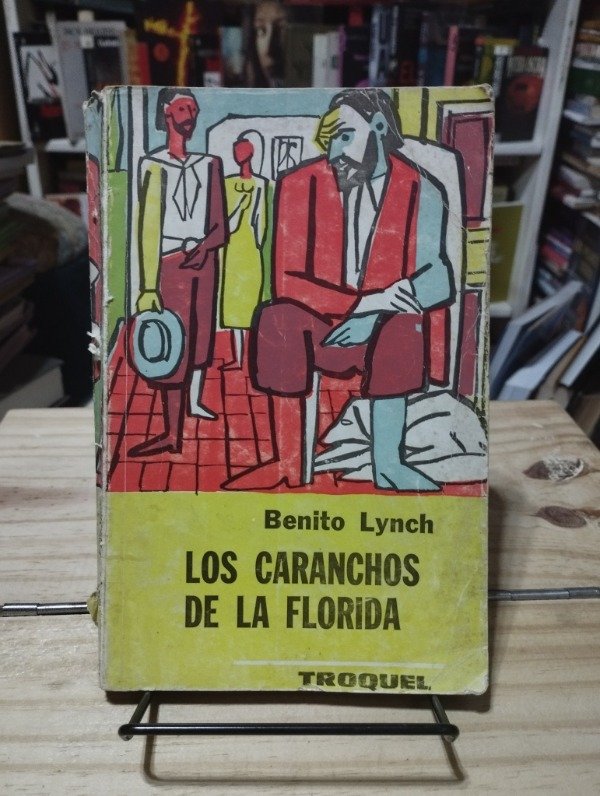 Benito Lynch
LOS CARANCHOS
DE LA FLORIDA
TROQUEL